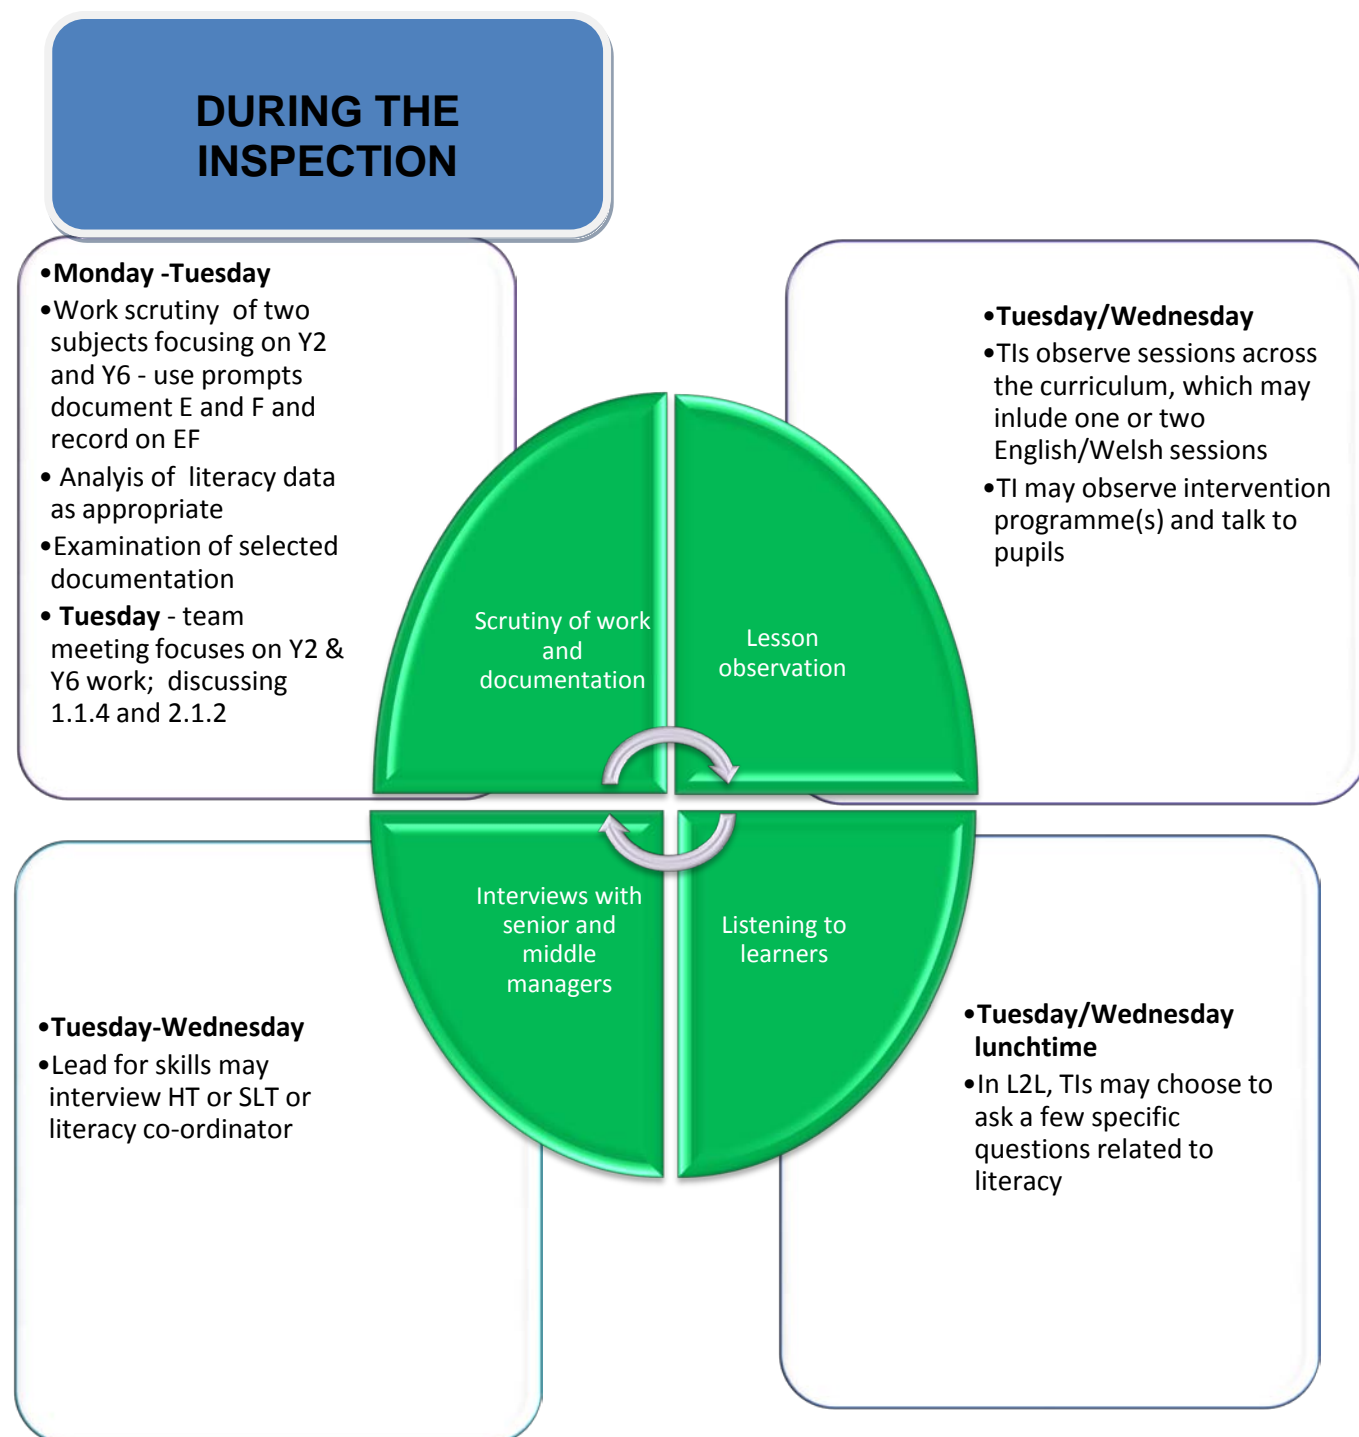 DURING THE
INSPECTION
•Monday -Tuesday
•Work scrutiny  of two
subjects focusing on Y2
and Y6 - use prompts
document E and F and
record on EF
• Analyis of  literacy data
as appropriate
•Examination of selected
documentation
• Tuesday - team
meeting focuses on Y2 &
Y6 work;  discussing
1.1.4 and 2.1.2
•Tuesday/Wednesday
•TIs observe sessions across
the curriculum, which may
inlude one or two
English/Welsh sessions
•TI may observe intervention
programme(s) and talk to
pupils
Scrutiny of work
and
documentation
Lesson
observation
Interviews with
senior and
middle
managers
Listening to
learners
•Tuesday-Wednesday
•Lead for skills may
interview HT or SLT or
literacy co-ordinator
•Tuesday/Wednesday
lunchtime
•In L2L, TIs may choose to
ask a few specific
questions related to
literacy